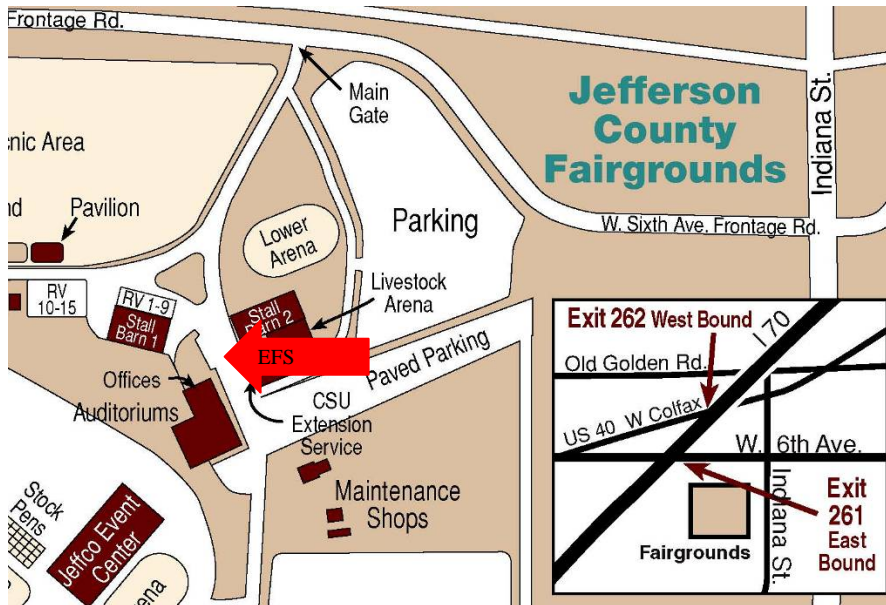 Frontage Rd.
Main
Gate
Jefferson
County
Fairgrounds
Indiana St.
nic Area
nd
Pavilion
Lower
Arena
Parking
W. Sixth Ave. Frontage Rd.
RV
10-15
RV 1-9
Stall
Barn 1
Stall
Barn 2
Livestock
Arena
EFS
Paved Parking
Offices
Auditoriums
CSU
Extension
Service
Maintenance
Shops
Stock
Pens
Jeffco Event
Center
ena
Exit 262 West Bound
I 70
Old Golden Rd.
US 40 W Colfax
W. 6th Ave.
Indiana St.
Exit
261
East
Bound
Fairgrounds